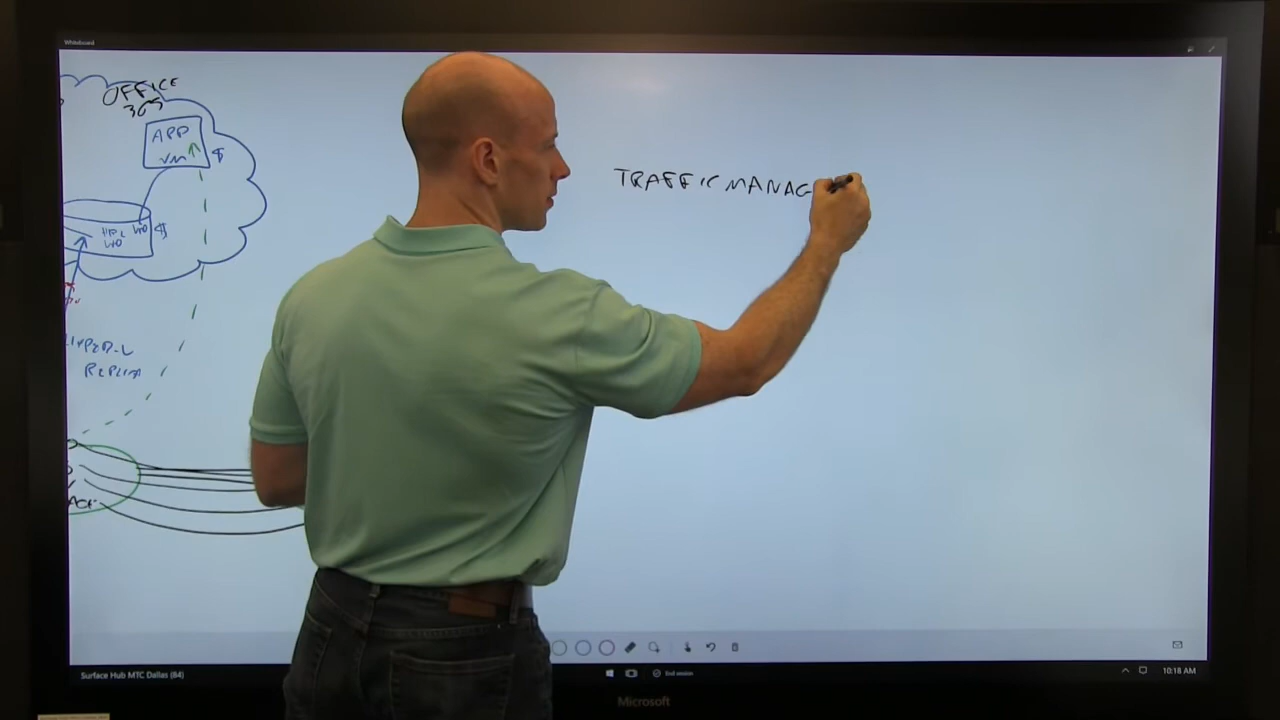 Whiteboard
OFFICE
365
APP
VM
$
$
REPLICA
TRAFFIC MANAG
End session
10:18 AM
Surface Hub MTC Dallas (84)
Microsoft